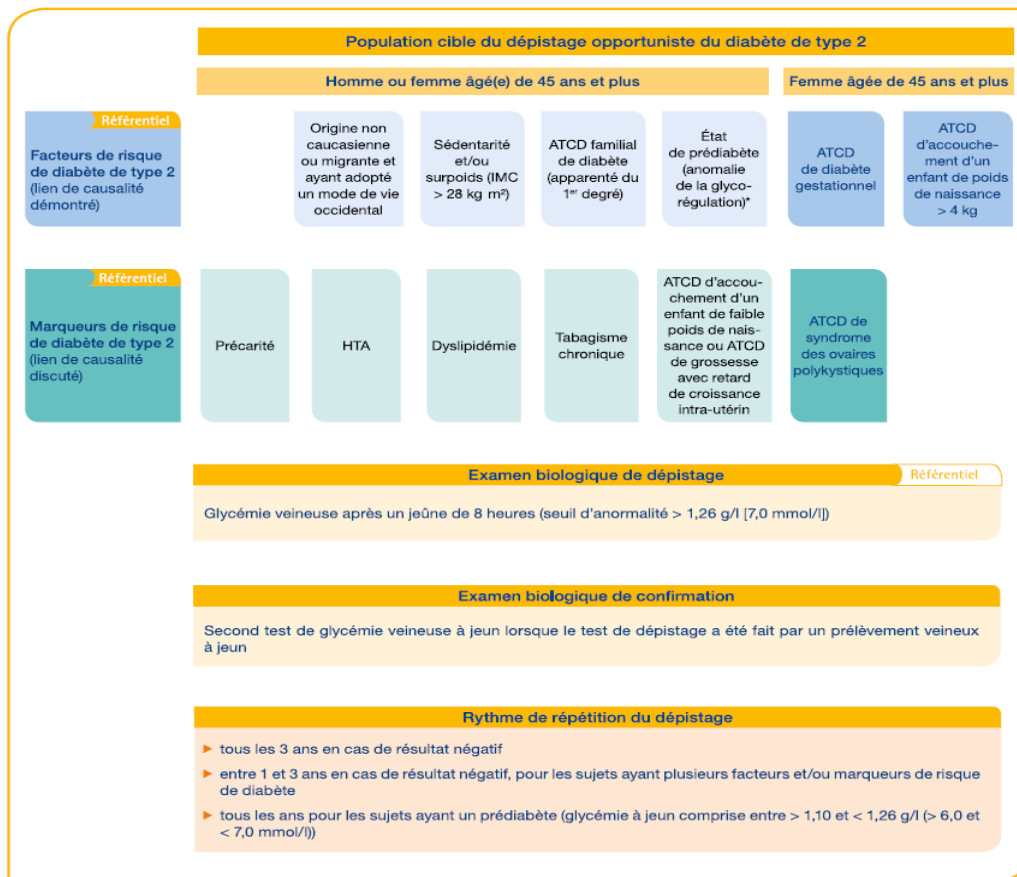 Population cible du dépistage opportuniste du diabète de type 2
Homme ou femme âgé(e) de 45 ans et plus
Femme âgée de 45 ans et plus
Référentiel
Facteurs de risque
de diabète de type 2
(lien de causalité
démontré)
Origine non
caucasienne
ou migrante et
ayant adopté
un mode de vie
occidental
Sédentarité
et/ou
surpoids (IMC
> 28 kg m²)
ATCD familial
de diabète
(apparenté du
1er degré)
État
de prédiabète
(anomalie
de la glyco-
régulation)*
ATCD
de diabète
gestationnel
ATCD
d'accouche-
ment d'un
enfant de poids
de naissance
> 4 kg
Référentiel
Marqueurs de risque
de diabète de type 2
(lien de causalité
discuté)
Précarité
HTA
Dyslipidémie
Tabagisme
chronique
ATCD d'accou-
chement d'un
enfant de faible
poids de nais-
sance ou ATCD
de grossesse
avec retard
de croissance
intra-utérin
ATCD de
syndrome
des ovaires
polykystiques
Examen biologique de dépistage
Référentiel
Glycémie veineuse après un jeûne de 8 heures (seuil d'anormalité > 1,26 g/l [7,0 mmol/l])
Examen biologique de confirmation
Second test de glycémie veineuse à jeun lorsque le test de dépistage a été fait par un prélèvement veineux
à jeun
Rythme de répétition du dépistage
► tous les 3 ans en cas de résultat négatif
► entre 1 et 3 ans en cas de résultat négatif, pour les sujets ayant plusieurs facteurs et/ou marqueurs de risque
de diabète
► tous les ans pour les sujets ayant un prédiabète (glycémie à jeun comprise entre > 1,10 et < 1,26 g/l (> 6,0 et
< 7,0 mmol/l))